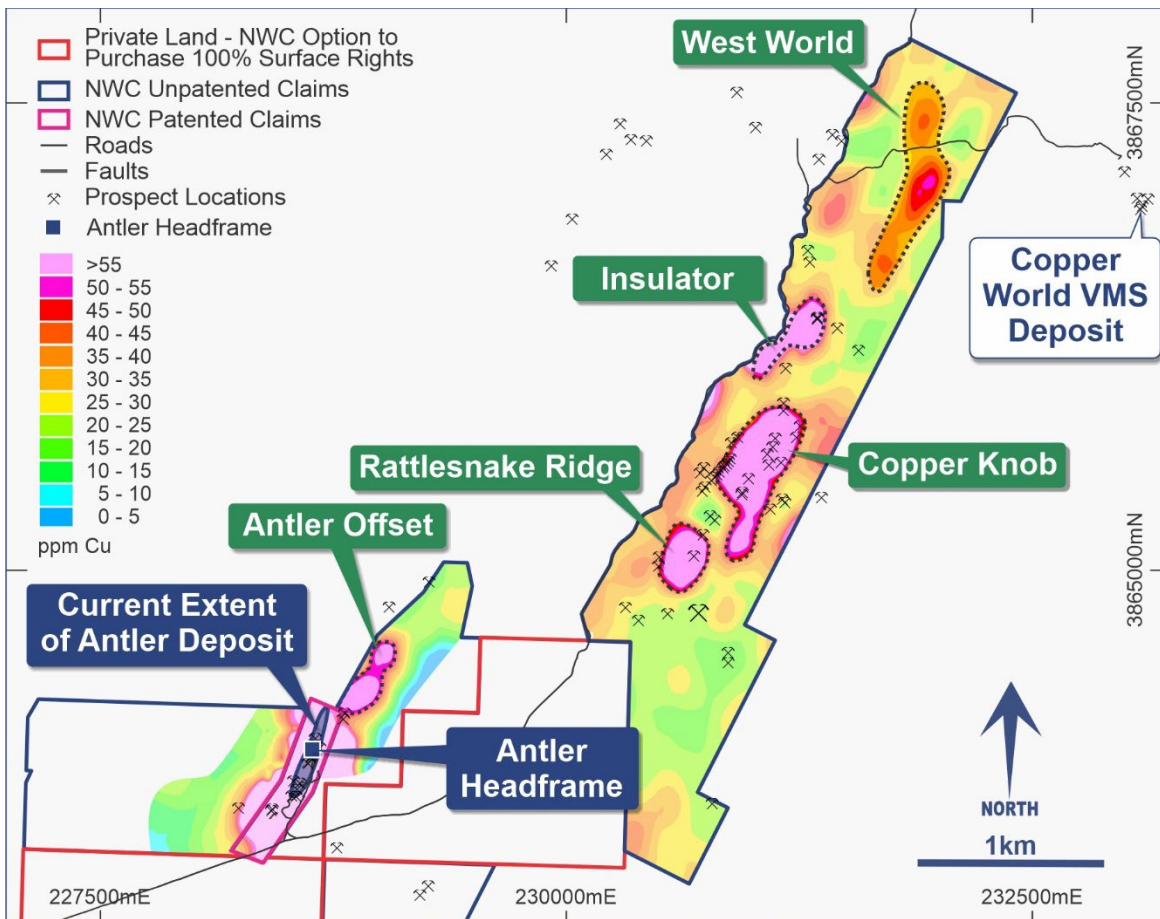 Private Land - NWC Option to
Purchase 100% Surface Rights
NWC Unpatented Claims
NWC Patented Claims
Roads
Faults
Prospect Locations
Antler Headframe
>55
50 - 55
45 - 50
40 - 45
35 - 40
30 - 35
25 - 30
20 - 25
15 - 20
10 - 15
5 - 10
0 - 5
ppm Cu
West World
3867500mN
Copper
World VMS
Deposit
Insulator
Rattlesnake Ridge
Copper Knob
Antler Offset
3865000mN
Current Extent
of Antler Deposit
Antler
Headframe
NORTH
1km
227500mE
230000mE
232500mE